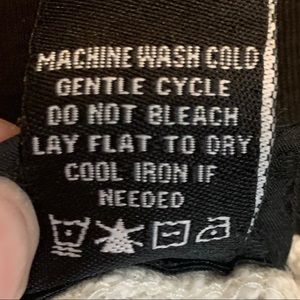 MACHINE WASH COLD
GENTLE CYCLE
DO NOT BLEACH
LAY FLAT TO DRY
COOL IRON IF
NEEDED